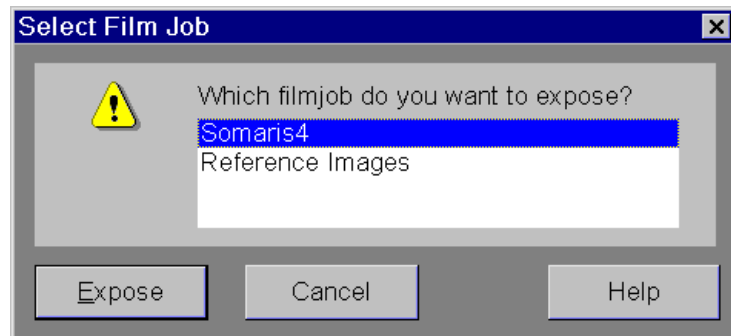 Select Film Job
Which filmjob do you want to expose?
Somaris4
Reference Images
Expose
Cancel
Help